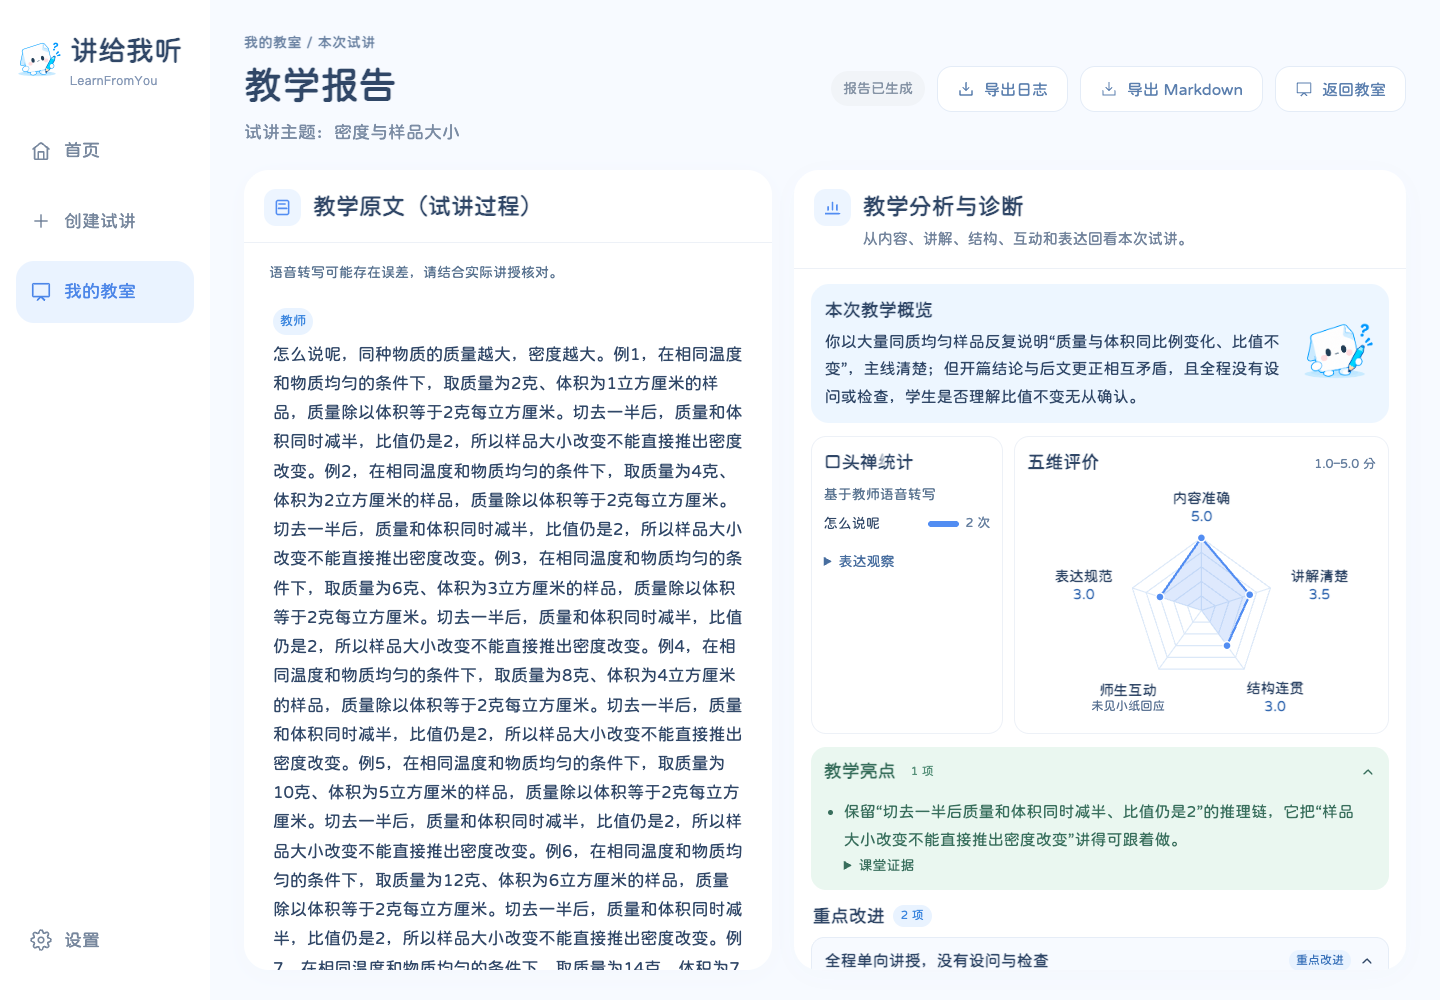 讲给我听
LearnFromYou
首页
创建试讲
我的教室
设置
我的教室 / 本次试讲
教学报告
试讲主题：密度与样品大小
报告已生成
导出日志
导出 Markdown
返回教室
教学原文（试讲过程）
语音转写可能存在误差，请结合实际讲授核对。
教师
怎么说呢，同种物质的质量越大，密度越大。例1，在相同温度
和物质均匀的条件下，取质量为2克、体积为1立方厘米的样
品，质量除以体积等于2克每立方厘米。切去一半后，质量和体
积同时减半，比值仍是2，所以样品大小改变不能直接推出密度
改变。例2，在相同温度和物质均匀的条件下，取质量为4克、
体积为2立方厘米的样品，质量除以体积等于2克每立方厘米。
切去一半后，质量和体积同时减半，比值仍是2，所以样品大小
改变不能直接推出密度改变。例3，在相同温度和物质均匀的条
件下，取质量为6克、体积为3立方厘米的样品，质量除以体积
等于2克每立方厘米。切去一半后，质量和体积同时减半，比值
仍是2，所以样品大小改变不能直接推出密度改变。例4，在相
同温度和物质均匀的条件下，取质量为8克、体积为4立方厘米
的样品，质量除以体积等于2克每立方厘米。切去一半后，质量
和体积同时减半，比值仍是2，所以样品大小改变不能直接推出
密度改变。例5，在相同温度和物质均匀的条件下，取质量为
10克、体积为5立方厘米的样品，质量除以体积等于2克每立方
厘米。切去一半后，质量和体积同时减半，比值仍是2，所以样
品大小改变不能直接推出密度改变。例6，在相同温度和物质均
匀的条件下，取质量为12克、体积为6立方厘米的样品，质量
除以体积等于2克每立方厘米。切去一半后，质量和体积同时减
半，比值仍是2，所以样品大小改变不能直接推出密度改变。例
7，在相同温度和物质均匀的条件下，取质量为14克、体积为7
教学分析与诊断
从内容、讲解、结构、互动和表达回看本次试讲。
本次教学概览
你以大量同质均匀样品反复说明“质量与体积同比例变化、比值不
变”，主线清楚；但开篇结论与后文更正相互矛盾，且全程没有设
问或检查，学生是否理解比值不变无从确认。
口头禅统计
基于教师语音转写
怎么说呢 2 次
表达观察
五维评价
1.0–5.0 分
内容准确
5.0
表达规范
3.0
讲解清楚
3.5
师生互动
未见小纸回应
结构连贯
3.0
教学亮点 1 项
保留“切去一半后质量和体积同时减半、比值仍是2”的推理链，它把“样品
大小改变不能直接推出密度改变”讲得可跟着做。
课堂证据
重点改进 2 项
全程单向讲授，没有设问与检查
重点改进